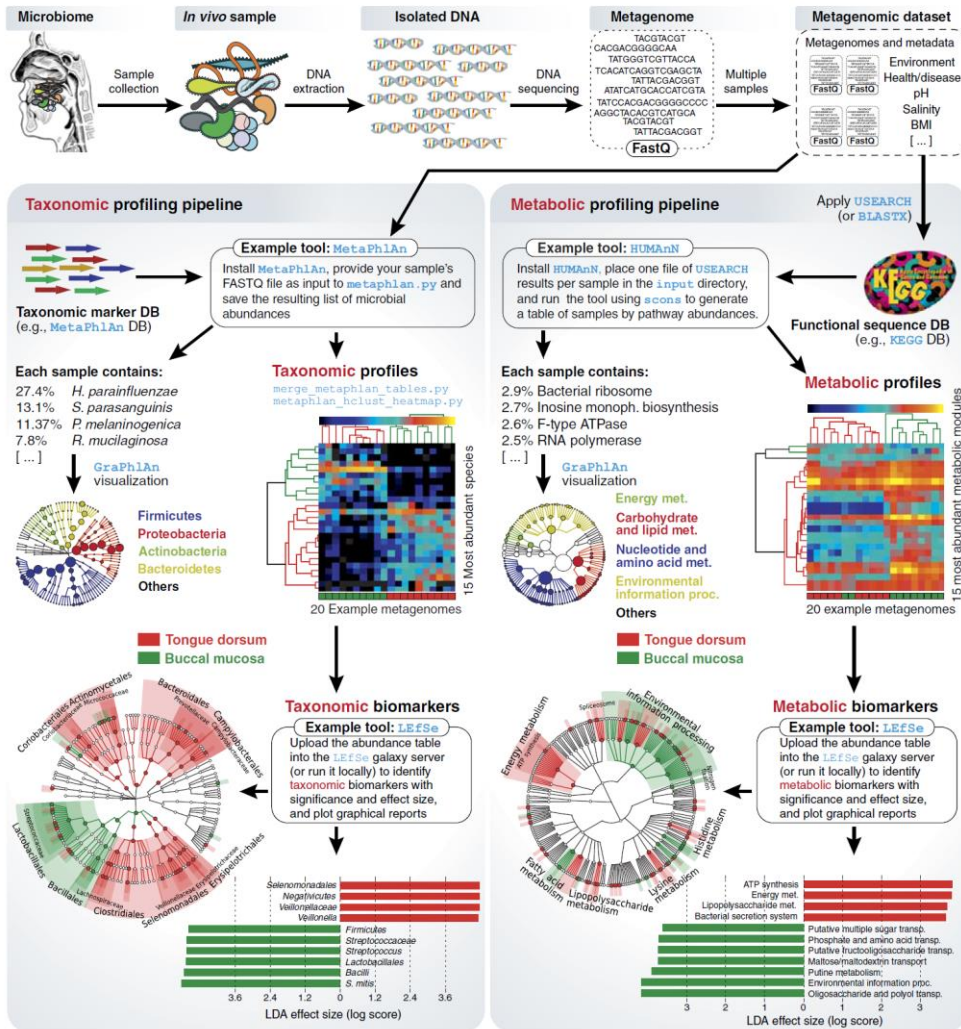 Microbiome
In vivo sample
Isolated DNA
Metagenome
Metagenomic dataset
Sample
collection
DNA
extraction
DNA
sequencing
TACGTACGT
CACGACGGGGCAA
TATGGGTCGTTACCA
TCACATCAGGTCGAGCTA
TATTACGACGGT
ATATCATGCACCATCGTA
TATCCACGACGGGGCCCC
AGGCTACACGTCATGCA
TACGTACGT
TATTACGACGGT
FastQ
Multiple
samples
Metagenomes and metadata
FastQ
FastQ
FastQ
FastQ
Environment
Health/disease
pH
Salinity
BMI
[ ... ]
Taxonomic profiling pipeline
Example tool: MetaPhlAn
Install MetaPhlAn, provide your sample's
FASTQ file as input to metaphlan.py and
save the resulting list of microbial
abundances
Taxonomic marker DB
(e.g., MetaPhlAn DB)
Each sample contains:
27.4% H. parainfluenzae
13.1% S. parasanguinis
11.37% P. melaninogenica
7.8% R. mucilaginosa
[ ... ]
GraPhlAn
visualization
Firmicutes
Proteobacteria
Actinobacteria
Bacteroidetes
Others
Taxonomic profiles
merge_metaphlan_tables.py
metaphlan_hclust_heatmap.py
15 Most abundant species
20 Example metagenomes
Tongue dorsum
Buccal mucosa
Taxonomic biomarkers
Example tool: LEfSe
Upload the abundance table
into the LEfSe galaxy server
(or run it locally) to identify
taxonomic biomarkers with
significance and effect size,
and plot graphical reports
Coriobacteriales
Actinomycetales
Coriobacteriaceae
Micrococcaceae
Bacteroidales
Prevotellaceae
Campylobacterales
Campylobacteraceae
Streptococcaceae
Lactobacillales
Bacillales
Lachnospiraceae
Clostridiales
Veillonellaceae
Selenomonadales
Erysipelotrichaceae
Erysipelotrichales
Selenomonadales
Negativicutes
Veillonellaceae
Veillonella
Firmicutes
Streptococcaceae
Streptococcus
Lactobacillales
Bacilli
S. mitis
3.6 2.4 1.2 0 1.2 2.4 3.6
LDA effect size (log score)
Metabolic profiling pipeline
Apply USEARCH
(or BLASTX)
Example tool: HUMAnN
Install HUMAnN, place one file of USEARCH
results per sample in the input directory,
and run the tool using scons to generate
a table of samples by pathway abundances.
KEGG
Functional sequence DB
(e.g., KEGG DB)
Each sample contains:
2.9% Bacterial ribosome
2.7% Inosine monoph. biosynthesis
2.6% F-type ATPase
2.5% RNA polymerase
[ ... ]
GraPhlAn
visualization
Energy met.
Carbohydrate
and lipid met.
Nucleotide and
amino acid met.
Environmental
information proc.
Others
Metabolic profiles
15 most abundant metabolic modules
20 example metagenomes
Tongue dorsum
Buccal mucosa
Metabolic biomarkers
Example tool: LEfSe
Upload the abundance table
into the LEfSe galaxy server
(or run it locally) to identify
metabolic biomarkers with
significance and effect size,
and plot graphical reports
Energy metabolism
ATP synthesis
Spliceosome
Environmental
information processing
Histidine
metabolism
Lysine
metabolism
Lipopolysaccharide
metabolism
Fatty acid
metabolism
ATP synthesis
Energy met.
Lipopolysaccharide met.
Bacterial secretion system
Putative multiple sugar transp.
Phosphate and amino acid transp.
Putative fructooligosaccharide transp.
Maltose/maltodextrin transport
Putine metabolism;
Environmental information proc.
Oligosaccharide and polyol transp.
3 2 1 0 1 2 3
LDA effect size (log score)